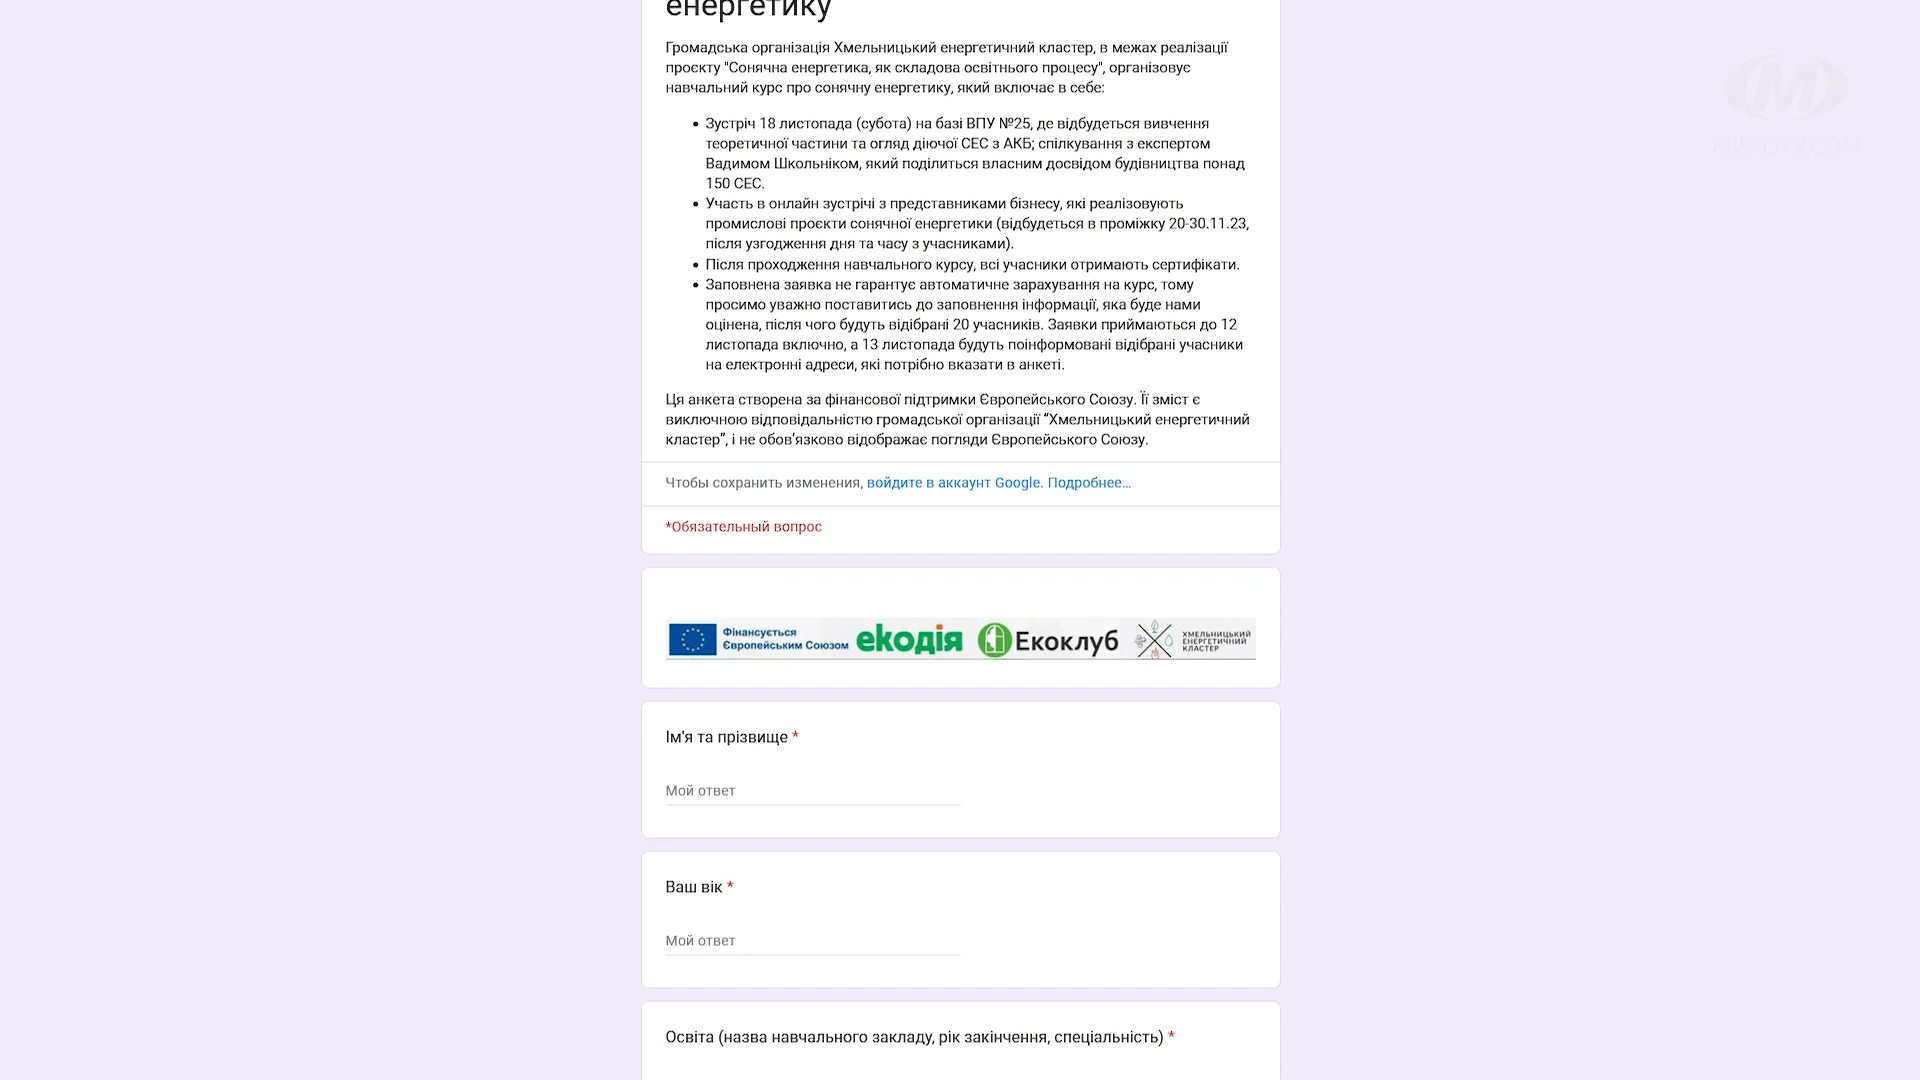 енергетику
Громадська організація Хмельницький енергетичний кластер, в межах реалізації
проєкту "Сонячна енергетика, як складова освітнього процесу", організовує
навчальний курс про сонячну енергетику, який включає в себе:
• Зустріч 18 листопада (субота) на базі ВПУ №25, де відбудеться вивчення
теоретичної частини та огляд діючої СЕС з АКБ; спілкування з експертом
Вадимом Школьніком, який поділиться власним досвідом будівництва понад
150 СЕС.
• Участь в онлайн зустрічі з представниками бізнесу, які реалізовують
промислові проєкти сонячної енергетики (відбудеться в проміжку 20-30.11.23,
після узгодження дня та часу з учасниками).
• Після проходження навчального курсу, всі учасники отримають сертифікати.
• Заповнена заявка не гарантує автоматичне зарахування на курс, тому
просимо уважно поставитись до заповнення інформації, яка буде нами
оцінена, після чого будуть відібрані 20 учасників. Заявки приймаються до 12
листопада включно, а 13 листопада будуть поінформовані відібрані учасники
на електронні адреси, які потрібно вказати в анкеті.
Ця анкета створена за фінансової підтримки Європейського Союзу. Її зміст є
виключною відповідальністю громадської організації “Хмельницький енергетичний
кластер”, і не обов’язково відображає погляди Європейського Союзу.
Чтобы сохранить изменения, войдите в аккаунт Google. Подробнее…
*Обязательный вопрос
Фінансується
Європейським Союзом
екодія
Екоклуб
ХМЕЛЬНИЦЬКИЙ
ЕНЕРГЕТИЧНИЙ
КЛАСТЕР
Ім'я та прізвище *
Мой ответ
Ваш вік *
Мой ответ
Освіта (назва навчального закладу, рік закінчення, спеціальність) *
M
MISTOTV.COM